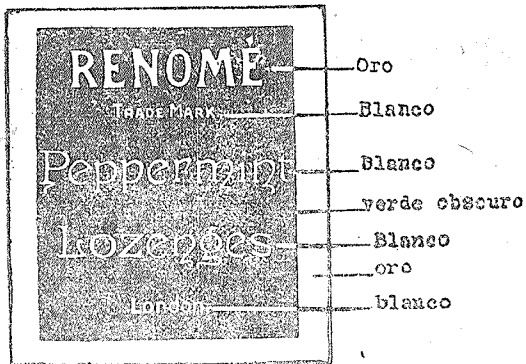 RENOMÉ
Oro
TRADE MARK
Blanco
Peppermint
Blanco
verde obscuro
Lozenges
Blanco
oro
London
blanco